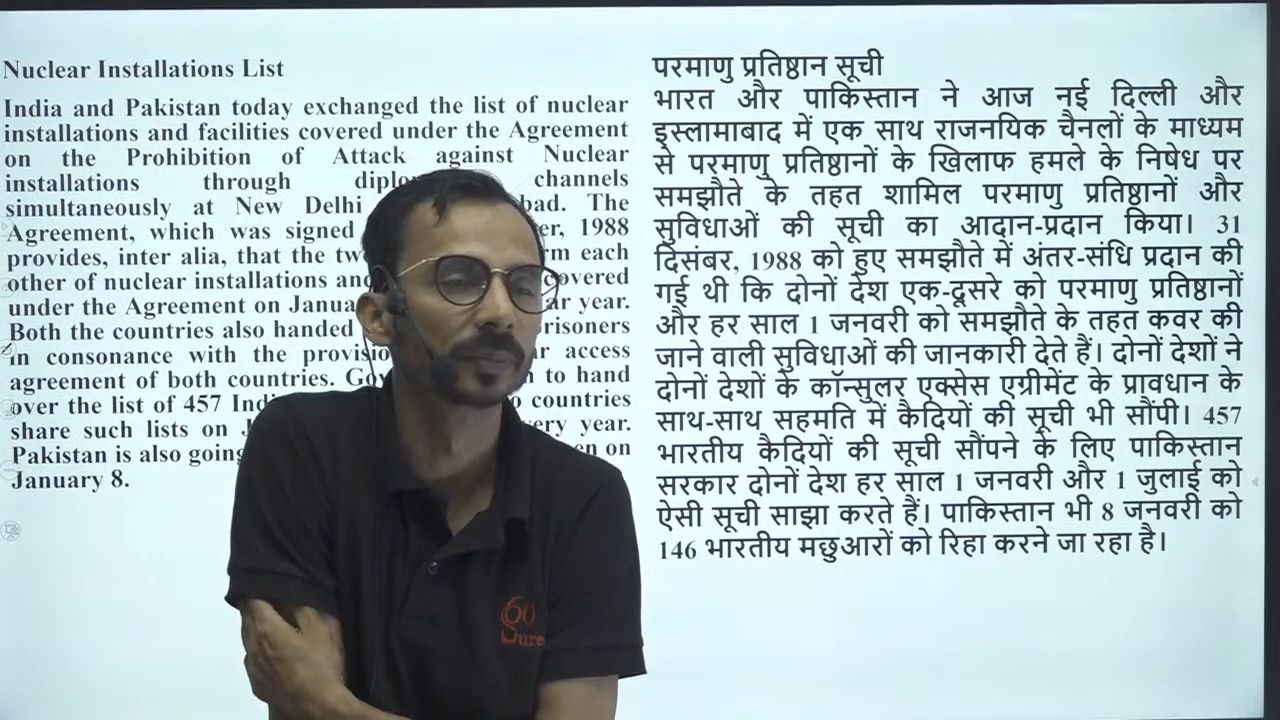 Nuclear Installations List
India and Pakistan today exchanged the list of nuclear
installations and facilities covered under the Agreement
on the Prohibition of Attack against Nuclear
installations through channels
simultaneously at New Delhi The
Agreement, which was signed 1988
provides, inter alia, that the each
other of nuclear installations covered
under the Agreement on year.
Both the countries also handed
in consonance with the access
agreement of both countries. to hand
over the list of 457 countries
share such lists on year.
Pakistan is also going on
January 8.
परमाणु प्रतिष्ठान सूची
भारत और पाकिस्तान ने आज नई दिल्ली और
इस्लामाबाद में एक साथ राजनयिक चैनलों के माध्यम
से परमाणु प्रतिष्ठानों के खिलाफ हमले के निषेध पर
समझौते के तहत शामिल परमाणु प्रतिष्ठानों और
सुविधाओं की सूची का आदान-प्रदान किया। 31
दिसंबर, 1988 को हुए समझौते में अंतर-संधि प्रदान की
गई थी कि दोनों देश एक-दूसरे को परमाणु प्रतिष्ठानों
और हर साल 1 जनवरी को समझौते के तहत कवर की
जाने वाली सुविधाओं की जानकारी देते हैं। दोनों देशों ने
दोनों देशों के कॉन्सुलर एक्सेस एग्रीमेंट के प्रावधान के
साथ-साथ सहमति में कैदियों की सूची भी सौंपी। 457
भारतीय कैदियों की सूची सौंपने के लिए पाकिस्तान
सरकार दोनों देश हर साल 1 जनवरी और 1 जुलाई को
ऐसी सूची साझा करते हैं। पाकिस्तान भी 8 जनवरी को
146 भारतीय मछुआरों को रिहा करने जा रहा है।
60
Sure